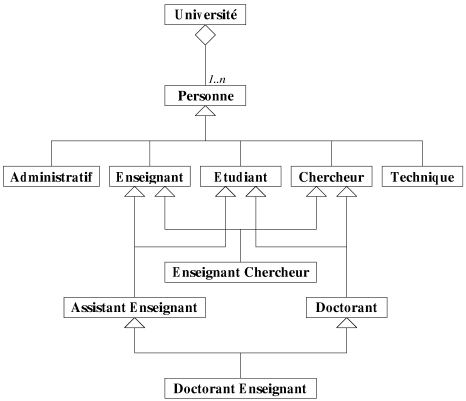 Université
1..n
Personne
Administratif Enseignant Etudiant Chercheur Technique
Enseignant Chercheur
Assistant Enseignant Doctorant
Doctorant Enseignant